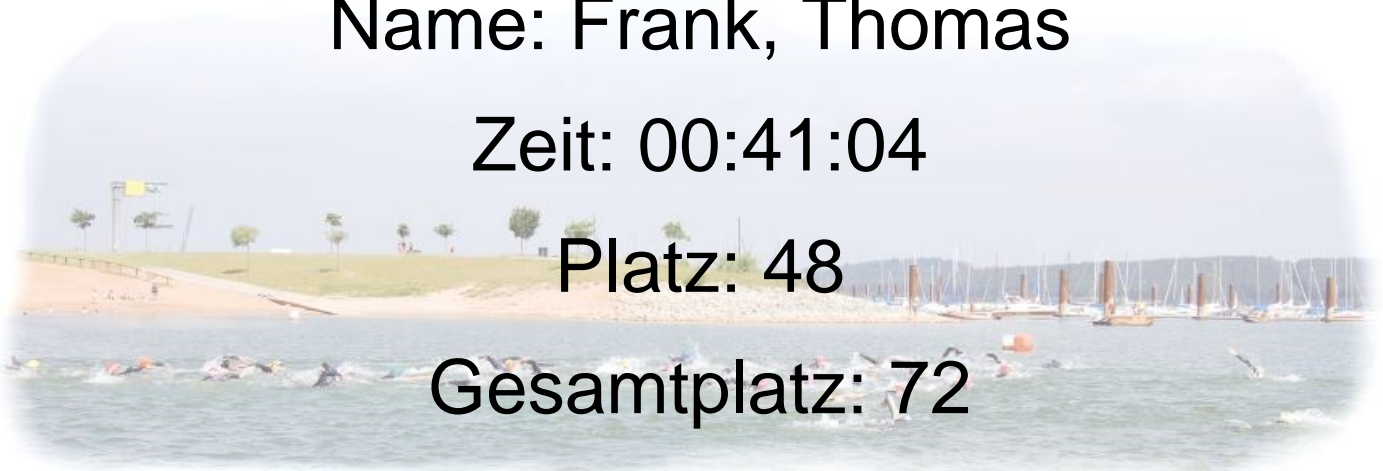 Name: Frank, Thomas
Zeit: 00:41:04
Platz: 48
Gesamtplatz: 72